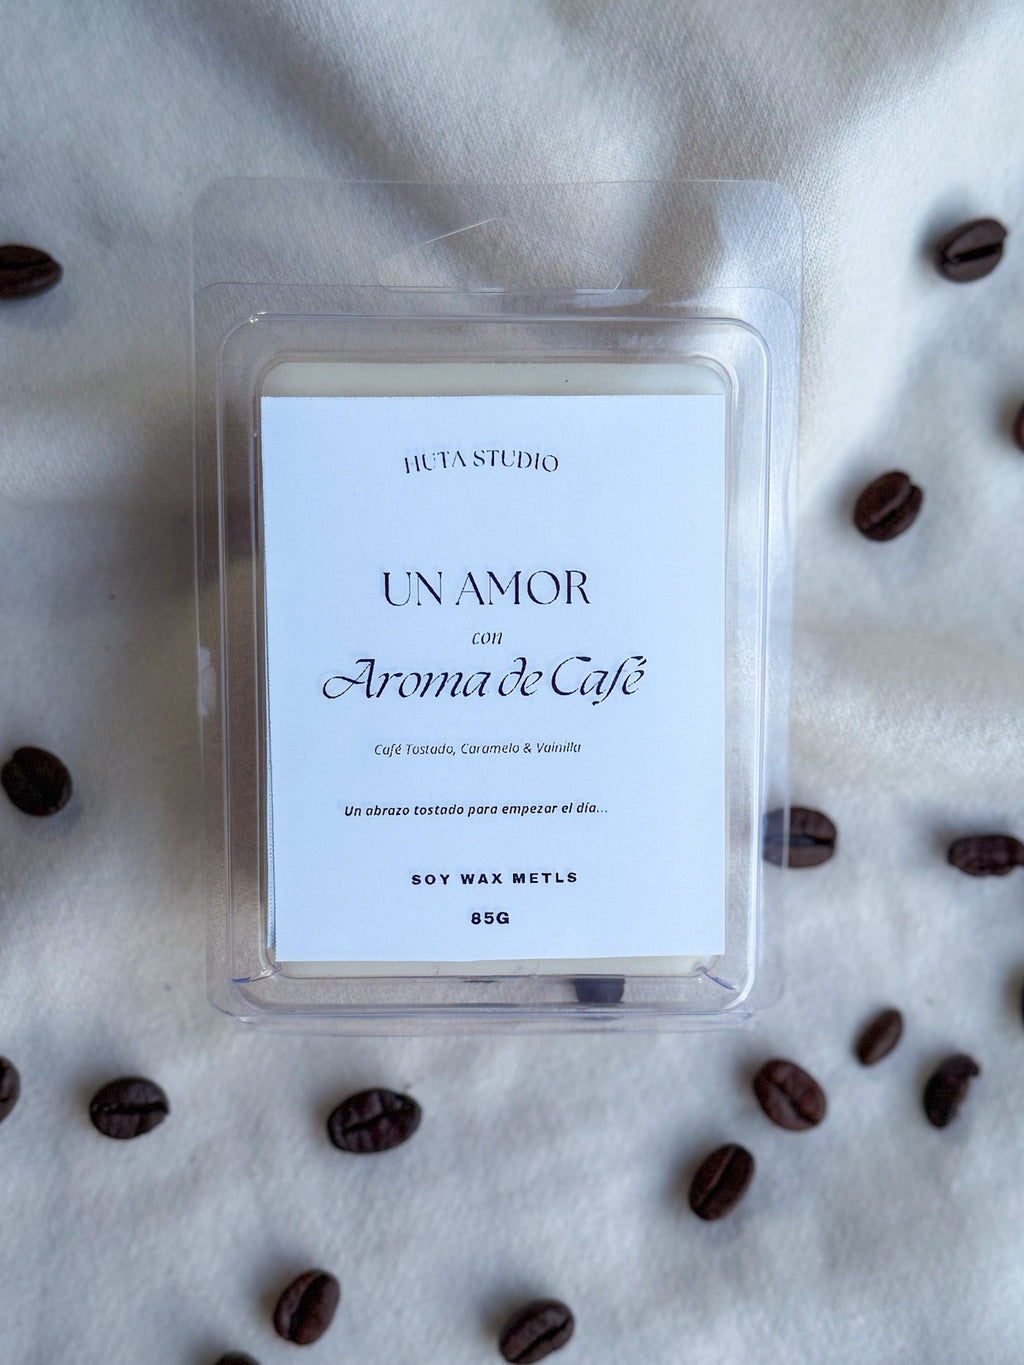 HUTA STUDIO
UN AMOR
con
Aroma de Café
Café Tostado, Caramelo & Vainilla
Un abrazo tostado para empezar el día...
SOY WAX METLS
85G